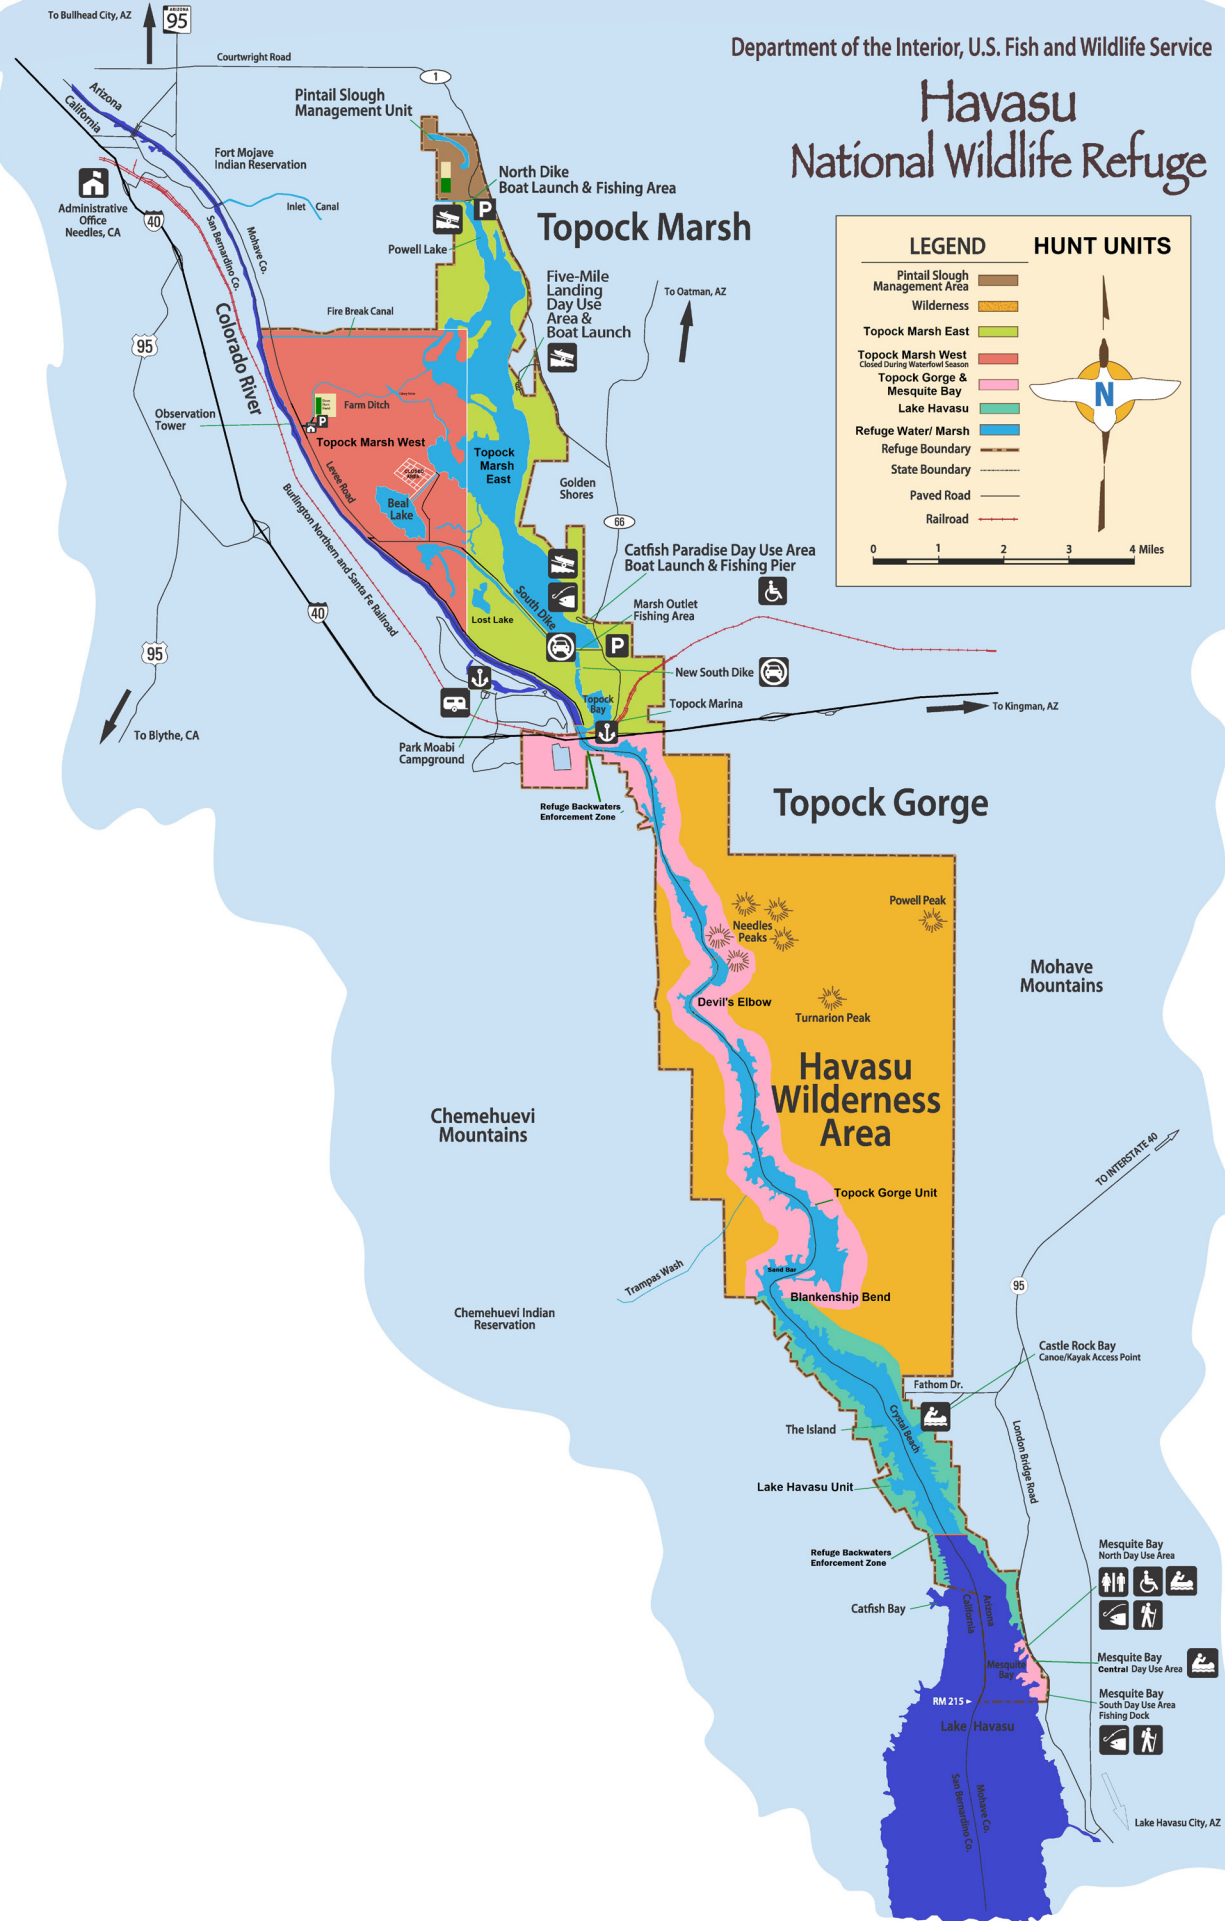 To Bullhead City, AZ
ARIZONA
95
Courtwright Road
1
Department of the Interior, U.S. Fish and Wildlife Service
Havasu
National Wildlife Refuge
Arizona
California
Pintail Slough
Management Unit
Fort Mojave
Indian Reservation
Inlet Canal
North Dike
Boat Launch & Fishing Area
P
Topock Marsh
Powell Lake
Administrative
Office
Needles, CA
40
San Bernardino Co.
Mohave Co.
Five-Mile
Landing
Day Use
Area &
Boat Launch
To Oatman, AZ
Fire Break Canal
Colorado River
95
LEGEND
HUNT UNITS
Pintail Slough
Management Area
Wilderness
Topock Marsh East
Topock Marsh West
Closed During Waterfowl Season
Topock Gorge &
Mesquite Bay
Lake Havasu
Refuge Water/ Marsh
Refuge Boundary
State Boundary
Paved Road
Railroad
N
0 1 2 3 4 Miles
Observation
Tower
Farm Ditch
P
Topock Marsh West
Topock
Marsh
East
Levee Road
CLOSED
AREA
Beal
Lake
Golden
Shores
66
Burlington Northern and Santa Fe Railroad
Catfish Paradise Day Use Area
Boat Launch & Fishing Pier
South Dike
Marsh Outlet
Fishing Area
Lost Lake
P
40
95
New South Dike
Topock
Bay
Topock Marina
To Kingman, AZ
To Blythe, CA
Park Moabi
Campground
Refuge Backwaters
Enforcement Zone
Topock Gorge
Powell Peak
Needles
Peaks
Mohave
Mountains
Devil's Elbow
Turnarion Peak
Havasu
Wilderness
Area
Chemehuevi
Mountains
TO INTERSTATE 40
Topock Gorge Unit
Trampas Wash
Sand Bar
Blankenship Bend
95
Chemehuevi Indian
Reservation
Castle Rock Bay
Canoe/Kayak Access Point
Fathom Dr.
Crystal Beach
The Island
London Bridge Road
Lake Havasu Unit
Refuge Backwaters
Enforcement Zone
Mesquite Bay
North Day Use Area
Catfish Bay
California
Arizona
Mesquite
Bay
Mesquite Bay
Central Day Use Area
RM 215
Mesquite Bay
South Day Use Area
Fishing Dock
Lake Havasu
San Bernardino Co.
Mohave Co.
Lake Havasu City, AZ